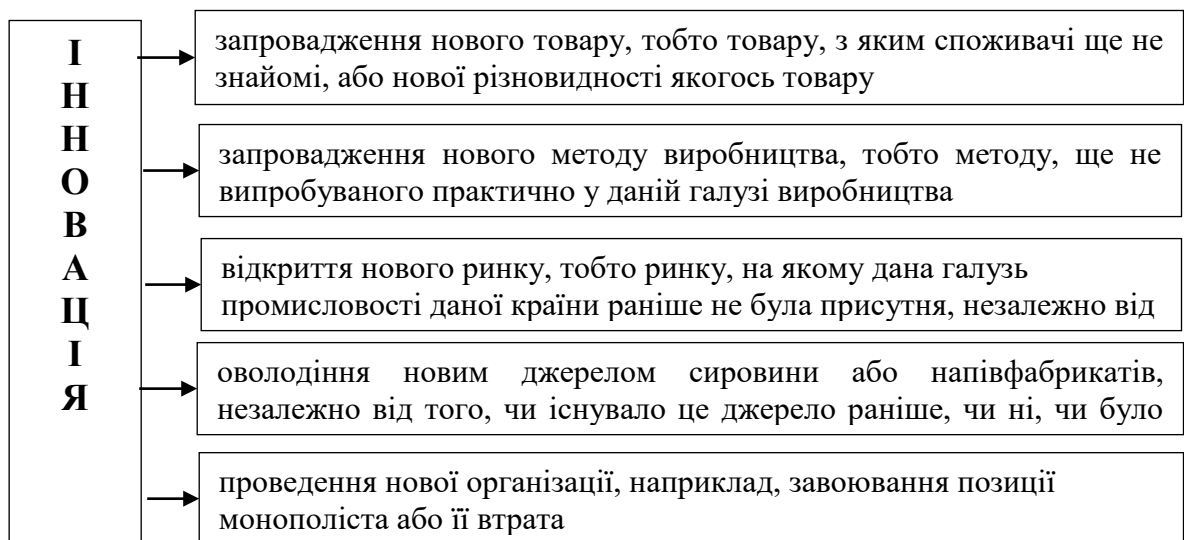 ІННОВАЦІЯ
запровадження нового товару, тобто товару, з яким споживачі ще не
знайомі, або нової різновидності якогось товару
запровадження нового методу виробництва, тобто методу, ще не
випробуваного практично у даній галузі виробництва
відкриття нового ринку, тобто ринку, на якому дана галузь
промисловості даної країни раніше не була присутня, незалежно від
оволодіння новим джерелом сировини або напівфабрикатів,
незалежно від того, чи існувало це джерело раніше, чи ні, чи було
проведення нової організації, наприклад, завоювання позиції
монополіста або її втрата